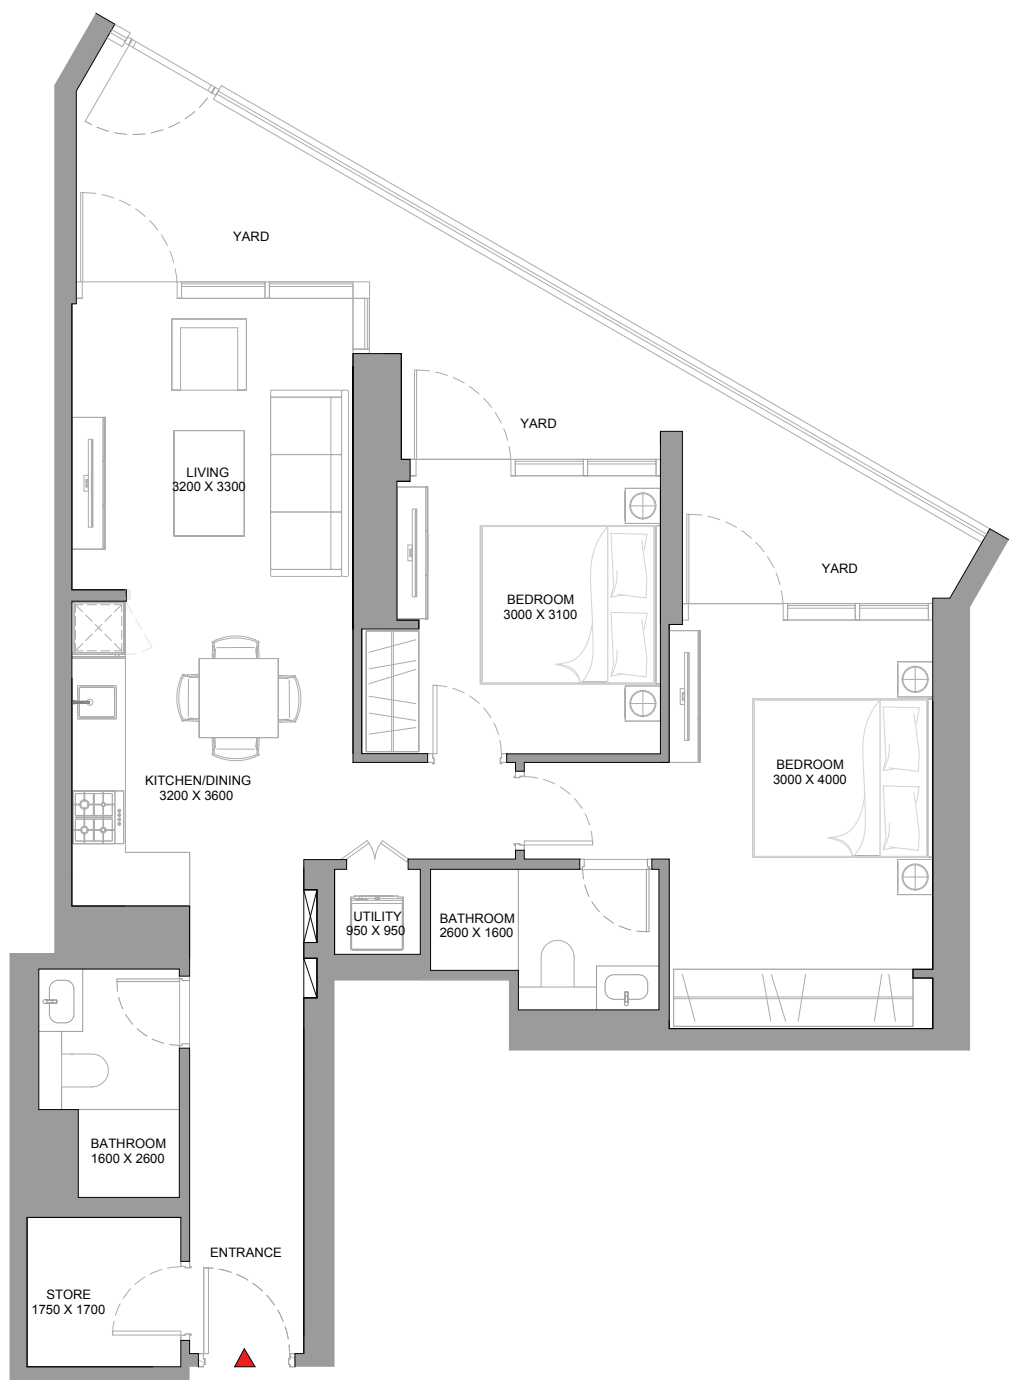 YARD
YARD
LIVING
3200 X 3300
YARD
BEDROOM
3000 X 3100
BEDROOM
3000 X 4000
KITCHEN/DINING
3200 X 3600
UTILITY
950 X 950
BATHROOM
2600 X 1600
BATHROOM
1600 X 2600
ENTRANCE
STORE
1750 X 1700